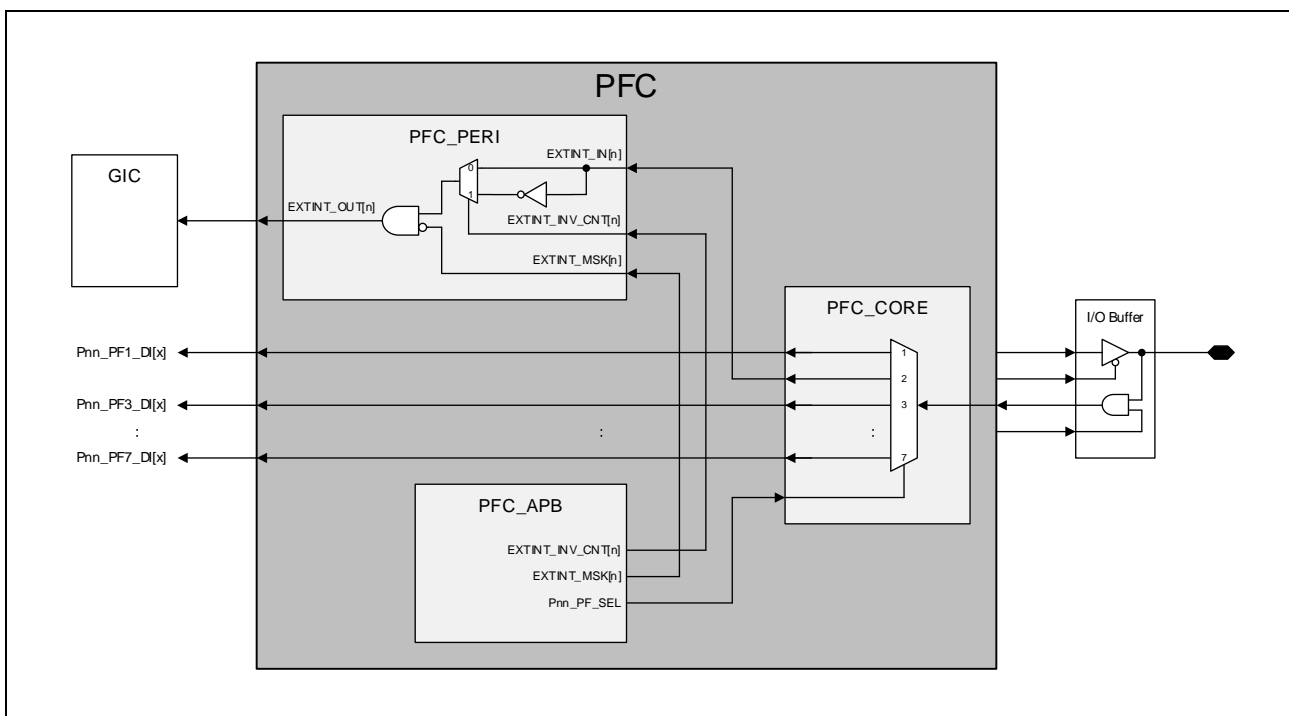 PFC
PFC_PERI
GIC
EXTINT_IN[n]
0
1
EXTINT_OUT[n]
EXTINT_INV_CNT[n]
EXTINT_MSK[n]
PFC_CORE
I/O Buffer
Pnn_PF1_DI[x]
1
2
Pnn_PF3_DI[x]
3
:
:
:
Pnn_PF7_DI[x]
7
PFC_APB
EXTINT_INV_CNT[n]
EXTINT_MSK[n]
Pnn_PF_SEL